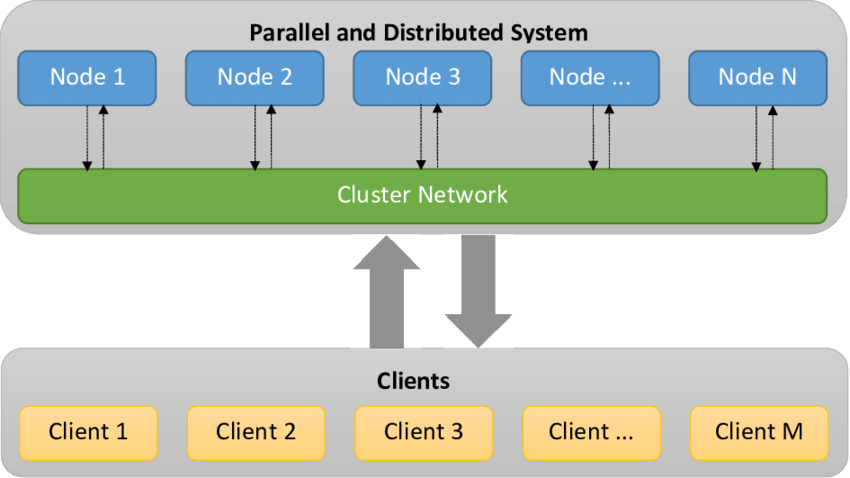 Parallel and Distributed System
Node 1
Node 2
Node 3
Node ...
Node N
Cluster Network
Clients
Client 1
Client 2
Client 3
Client ...
Client M